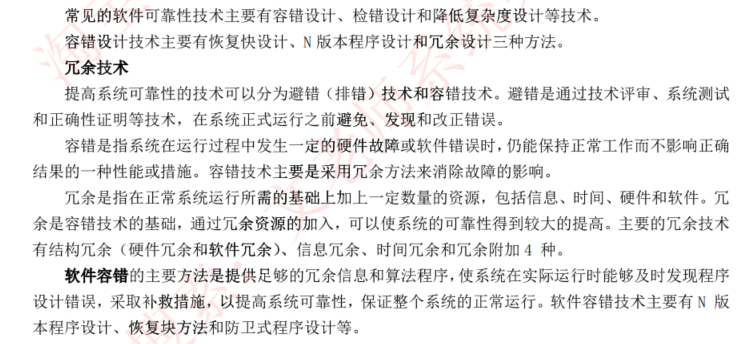 常见的软件可靠性技术主要有容错设计、检错设计和降低复杂度设计等技术。
容错设计技术主要有恢复快设计、N 版本程序设计和冗余设计三种方法。
冗余技术
提高系统可靠性的技术可以分为避错（排错）技术和容错技术。避错是通过技术评审、系统测试
和正确性证明等技术，在系统正式运行之前避免、发现和改正错误。
容错是指系统在运行过程中发生一定的硬件故障或软件错误时，仍能保持正常工作而不影响正确
结果的一种性能或措施。容错技术主要是采用冗余方法来消除故障的影响。
冗余是指在正常系统运行所需的基础上加上一定数量的资源，包括信息、时间、硬件和软件。冗
余是容错技术的基础，通过冗余资源的加入，可以使系统的可靠性得到较大的提高。主要的冗余技术
有结构冗余（硬件冗余和软件冗余）、信息冗余、时间冗余和冗余附加 4 种。
软件容错的主要方法是提供足够的冗余信息和算法程序，使系统在实际运行时能够及时发现程序
设计错误，采取补救措施，以提高系统可靠性，保证整个系统的正常运行。软件容错技术主要有 N 版
本程序设计、恢复块方法和防卫式程序设计等。